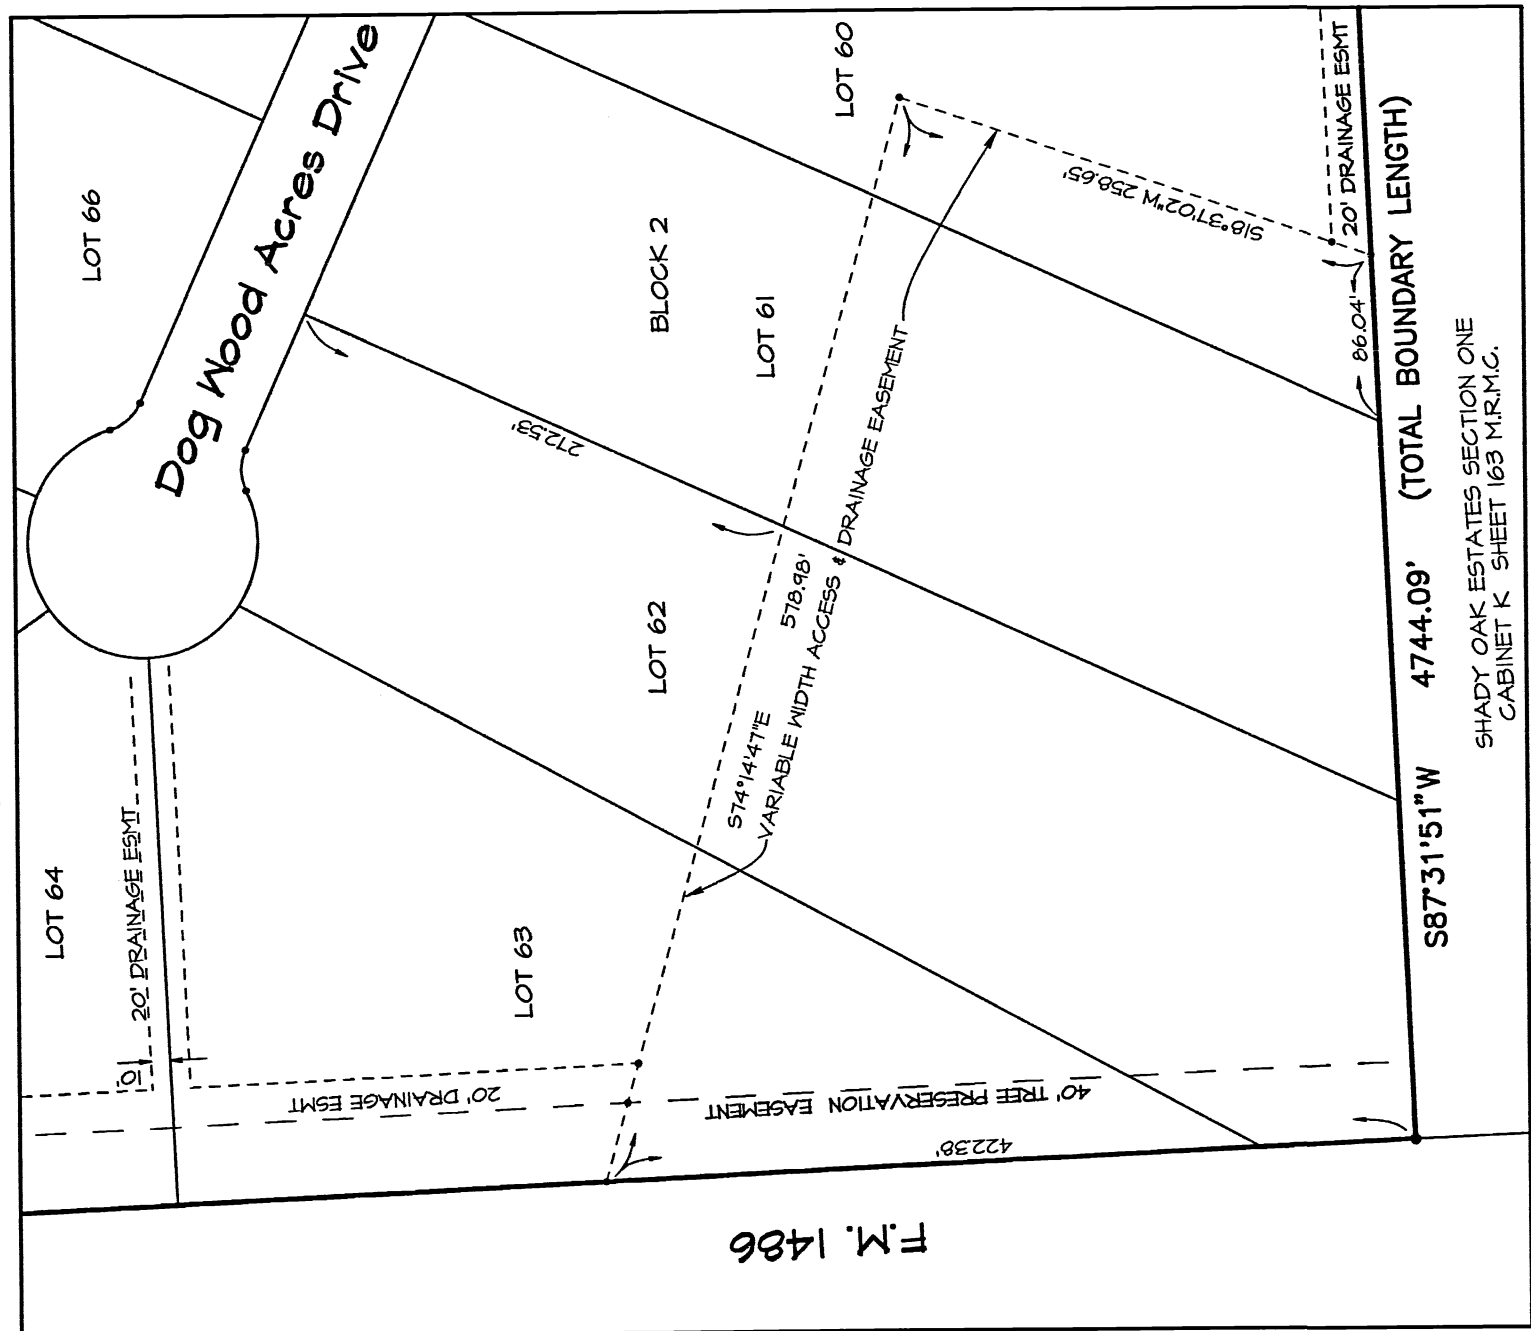 LOT 66
Dog Wood Acres Drive
LOT 60
20' DRAINAGE ESMT
S18°37'02"W 258.65'
BLOCK 2
LOT 61
86.04'
272.53'
LOT 62
S74°14'47"E 578.98'
VARIABLE WIDTH ACCESS & DRAINAGE EASEMENT
LOT 64
20' DRAINAGE ESMT
10'
LOT 63
20' DRAINAGE ESMT
40' TREE PRESERVATION EASEMENT
422.38'
F.M. 1486
S87°31'51"W 4744.09' (TOTAL BOUNDARY LENGTH)
SHADY OAK ESTATES SECTION ONE
CABINET K SHEET 163 M.R.M.C.